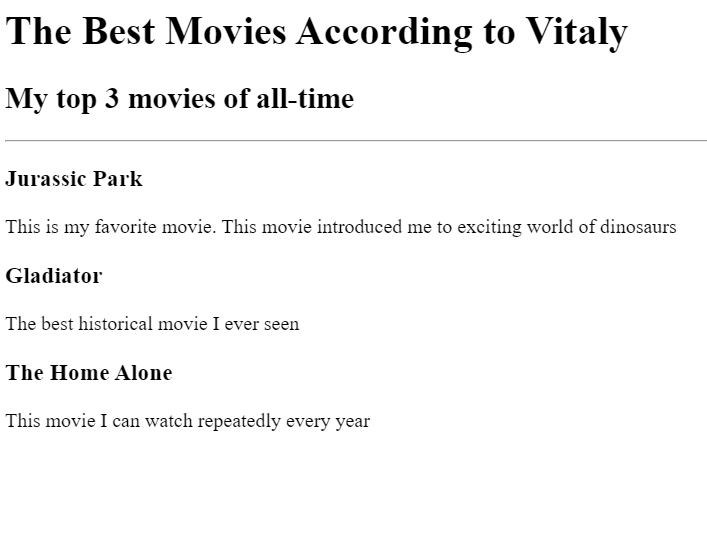 The Best Movies According to Vitaly
My top 3 movies of all-time
Jurassic Park
This is my favorite movie. This movie introduced me to exciting world of dinosaurs
Gladiator
The best historical movie I ever seen
The Home Alone
This movie I can watch repeatedly every year